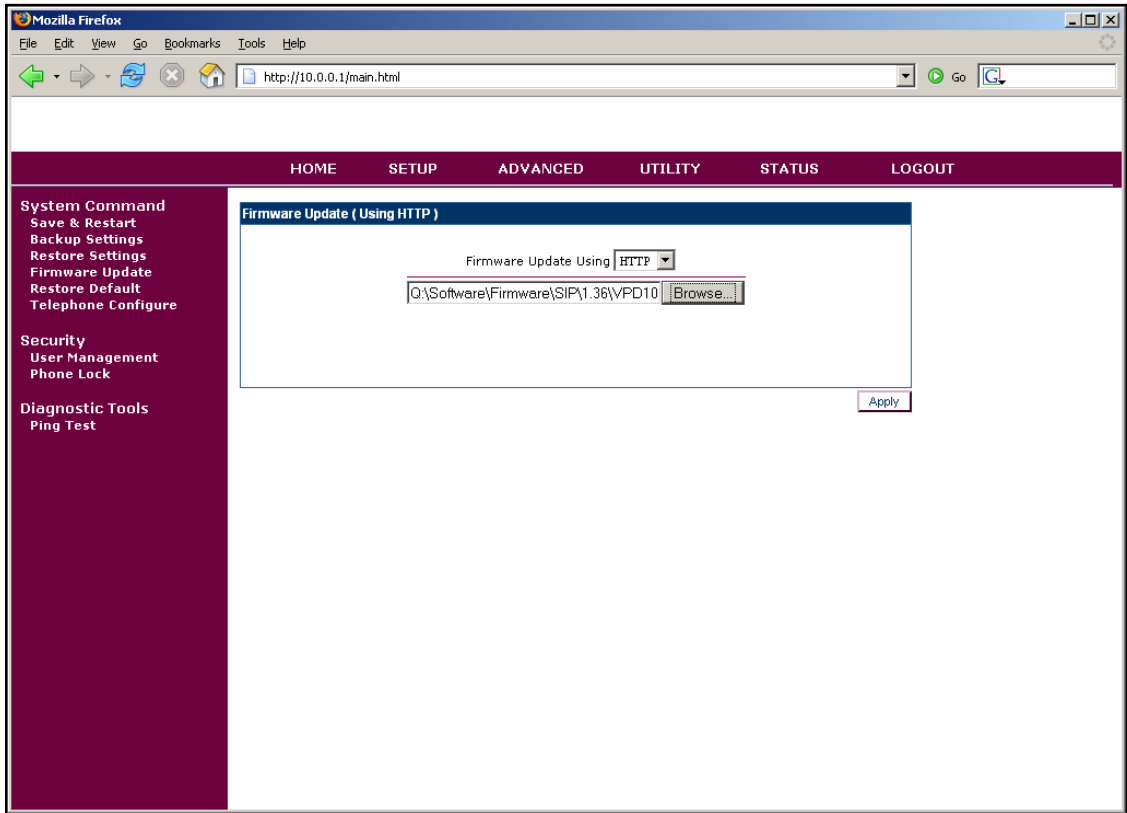 Mozilla Firefox
File Edit View Go Bookmarks Tools Help
http://10.0.0.1/main.html Go G
HOME SETUP ADVANCED UTILITY STATUS LOGOUT
System Command
Save & Restart
Backup Settings
Restore Settings
Firmware Update
Restore Default
Telephone Configure
Security
User Management
Phone Lock
Diagnostic Tools
Ping Test
Firmware Update ( Using HTTP )
Firmware Update Using HTTP
Q:\Software\Firmware\SIP\1.36\VPD10 Browse...
Apply